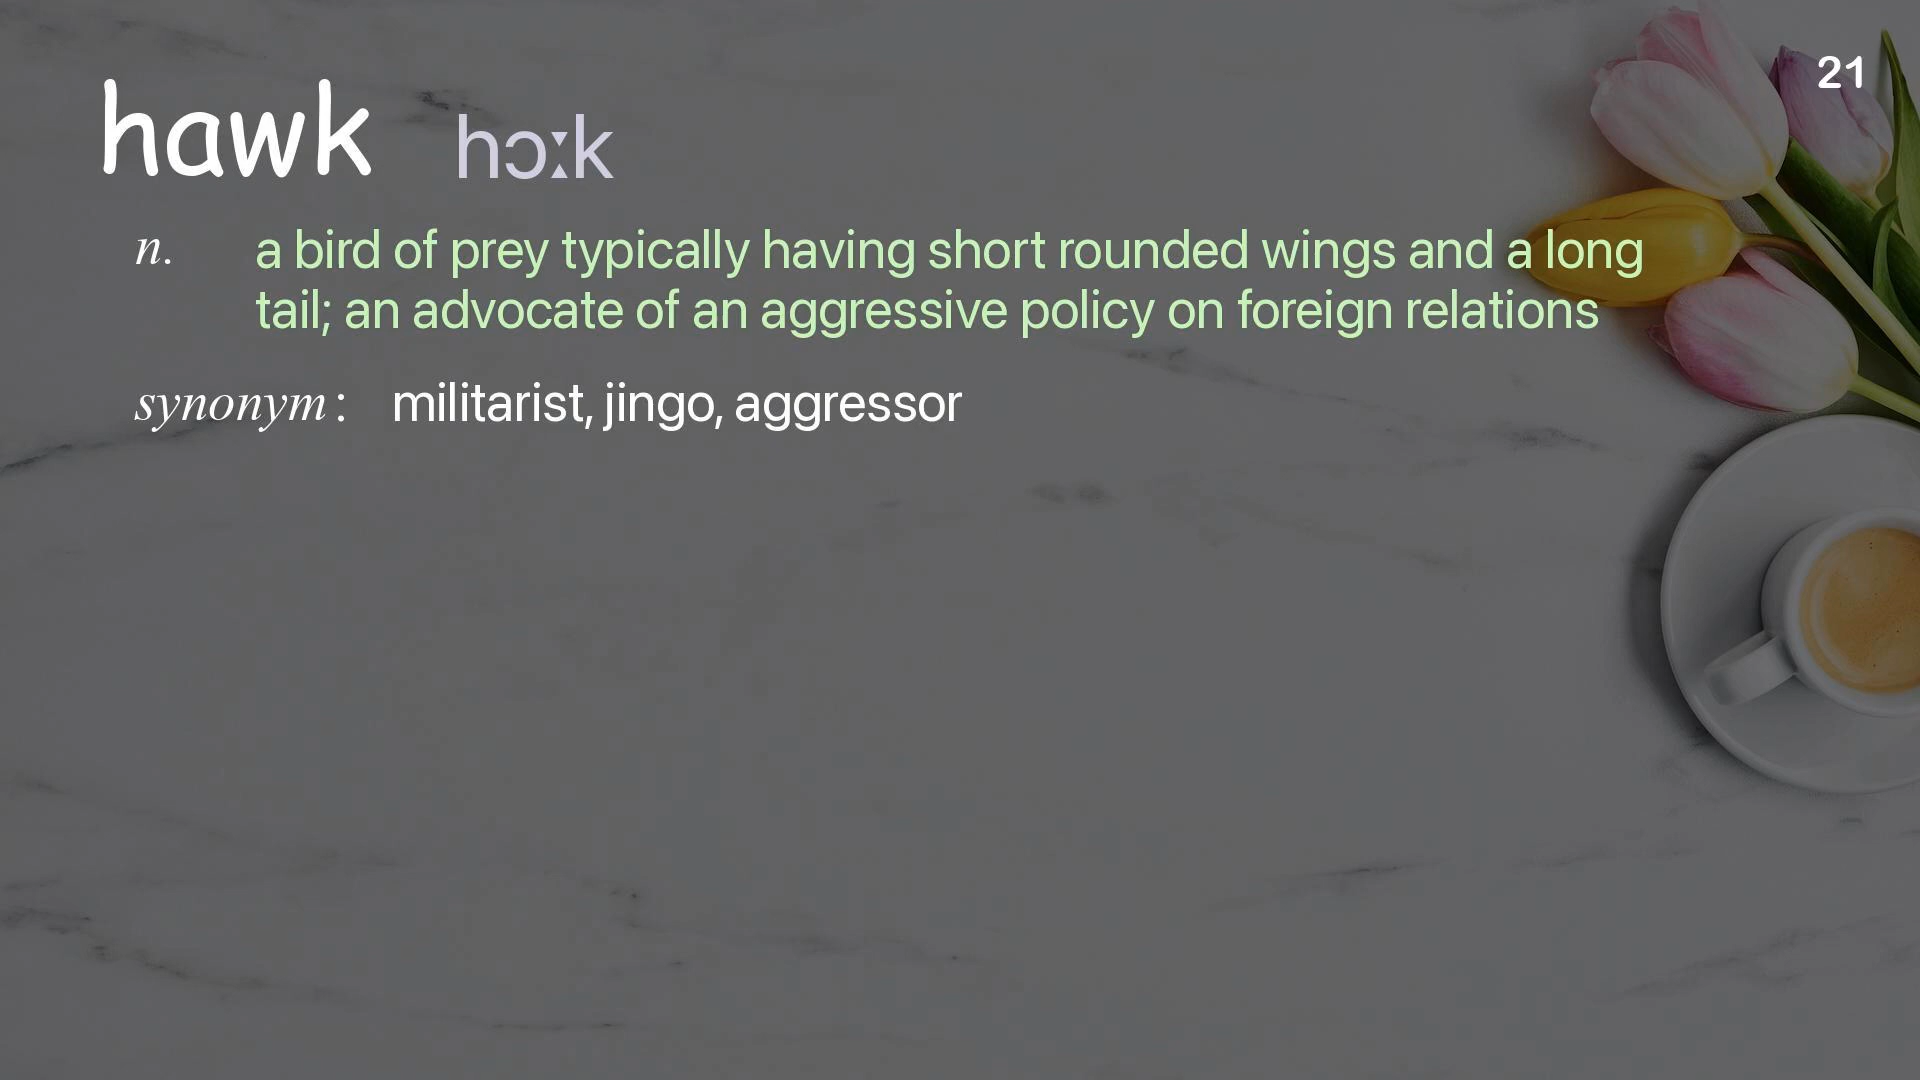 21
hawk hɔːk
n. a bird of prey typically having short rounded wings and a long
tail; an advocate of an aggressive policy on foreign relations
synonym: militarist, jingo, aggressor